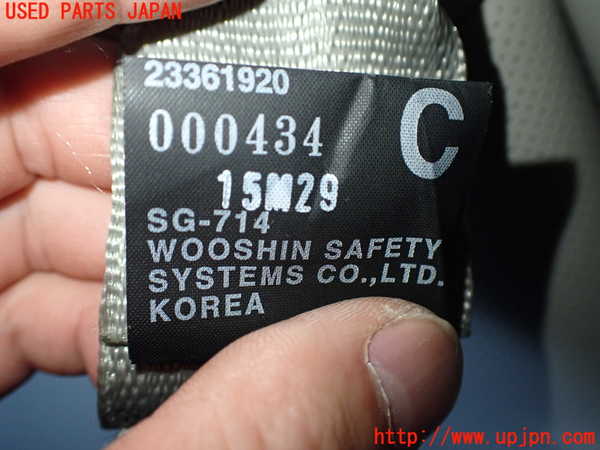 USED PARTS JAPAN
23361920
C
000434
15M29
SG-714
WOOSHIN SAFETY
SYSTEMS CO.,LTD.
KOREA
http://www.upjpn.com